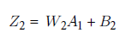 Z₂ = W₂A₁ + B₂